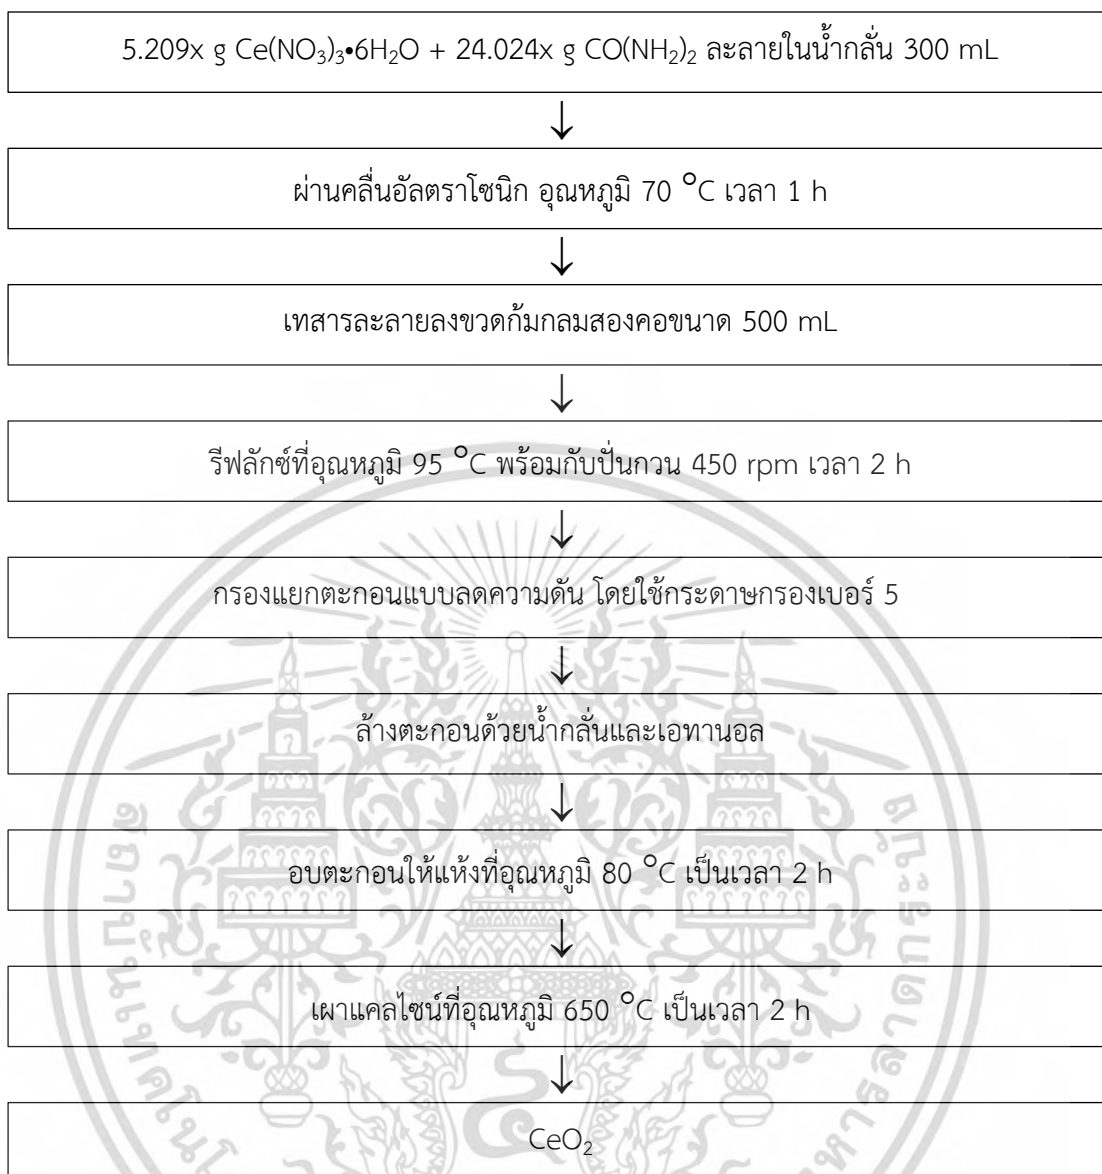 5.209x g Ce(NO₃)₃•6H₂O + 24.024x g CO(NH₂)₂ ละลายในน้ำกลั่น 300 mL
↓
ผ่านคลื่นอัลตราโซนิก อุณหภูมิ 70 °C เวลา 1 h
↓
เทสารละลายลงขวดก้มกลมสองคอขนาด 500 mL
↓
รีฟลักซ์ที่อุณหภูมิ 95 °C พร้อมกับปั่นกวน 450 rpm เวลา 2 h
↓
กรองแยกตะกอนแบบลดความดัน โดยใช้กระดาษกรองเบอร์ 5
↓
ล้างตะกอนด้วยน้ำกลั่นและเอทานอล
↓
อบตะกอนให้แห้งที่อุณหภูมิ 80 °C เป็นเวลา 2 h
↓
เผาแคลไซน์ที่อุณหภูมิ 650 °C เป็นเวลา 2 h
↓
CeO₂